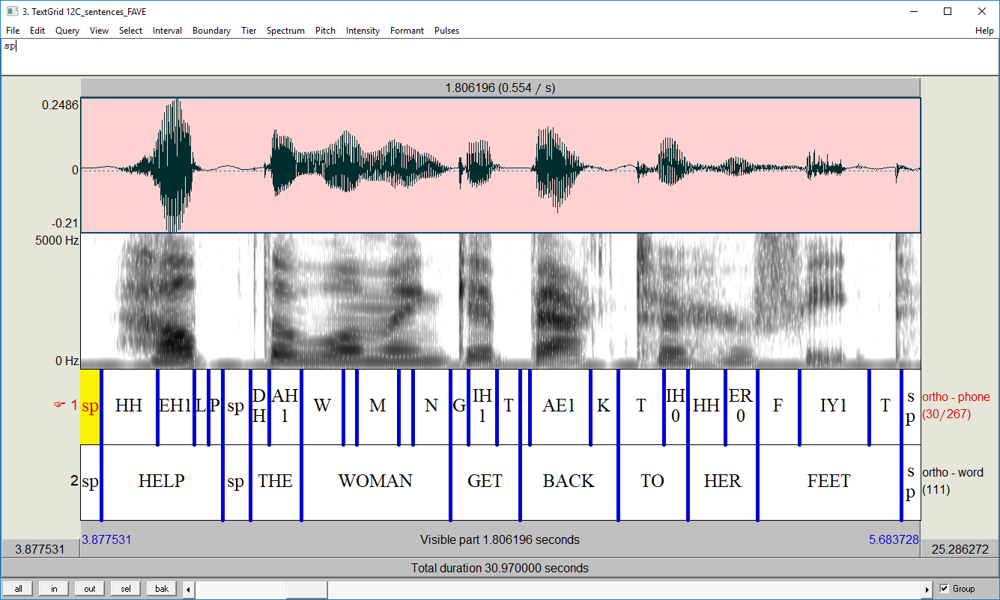 3. TextGrid 12C_sentences_FAVE
File Edit Query View Select Interval Boundary Tier Spectrum Pitch Intensity Formant Pulses Help
sp
1.806196 (0.554 / s)
0.2486
0
-0.21
5000 Hz
0 Hz
☞ 1 sp HH EH1 L P sp DH AH1 W M N G IH1 T AE1 K T IH0 HH ER0 F IY1 T sp ortho - phone (30/267)
2 sp HELP sp THE WOMAN GET BACK TO HER FEET sp ortho - word (111)
3.877531 Visible part 1.806196 seconds 5.683728
3.877531 25.286272
Total duration 30.970000 seconds
all in out sel bak Group